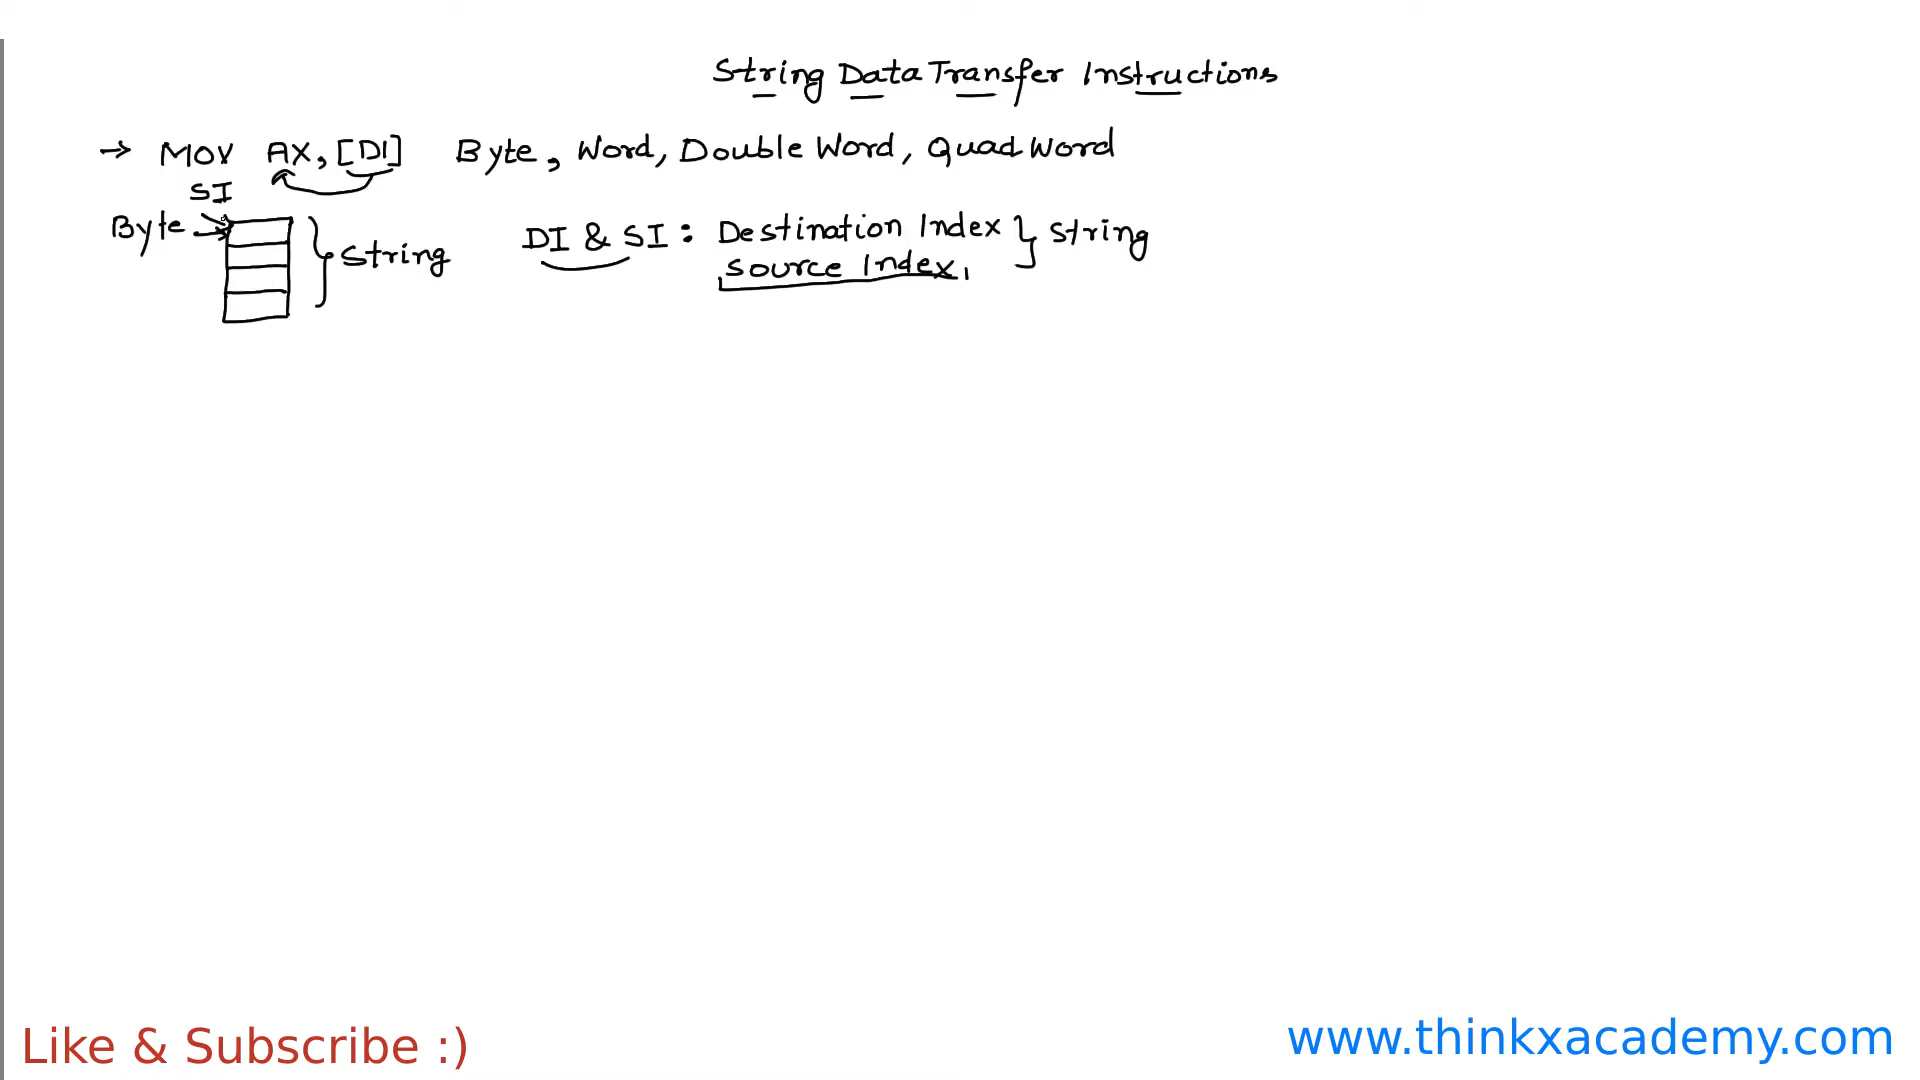 String Data Transfer Instructions
→ MOV AX, [DI] Byte, Word, Double Word, Quad Word
SI
Byte → } string DI & SI : Destination Index } string
source Index,
Like & Subscribe :)
www.thinkxacademy.com